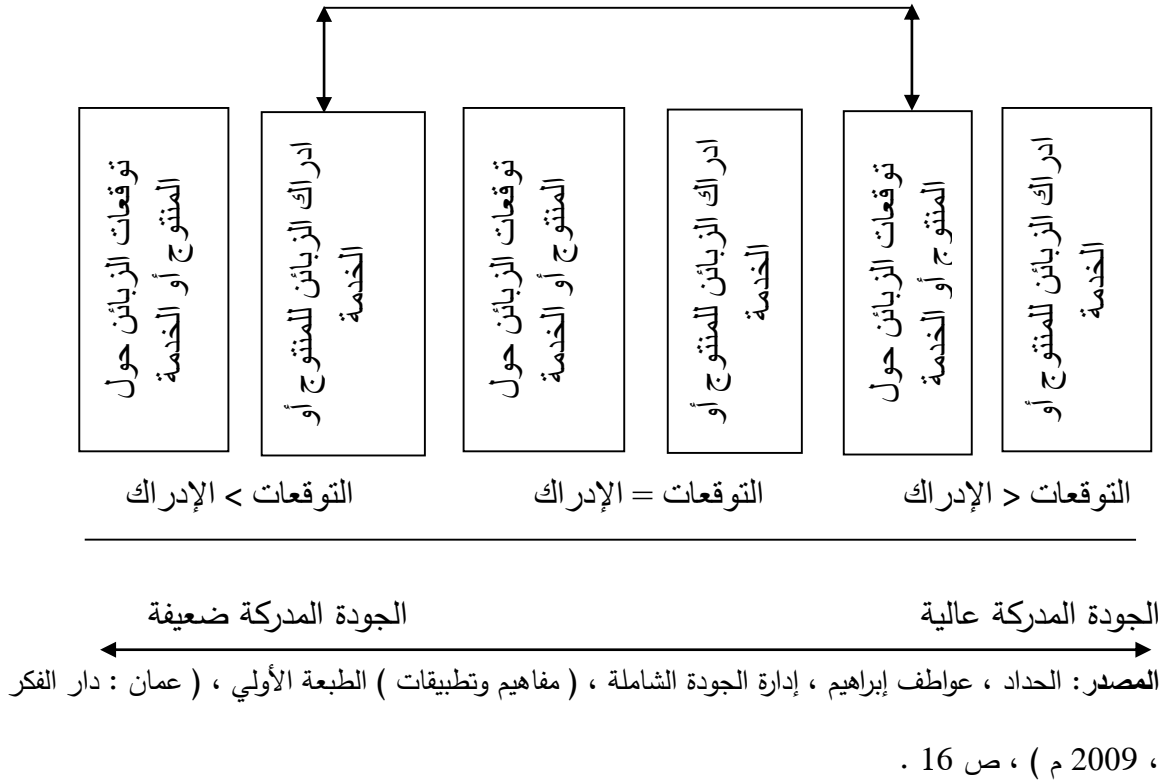 ادراك الزبائن للمنتوج أو
الخدمة
توقعات الزبائن حول
المنتوج أو الخدمة
ادراك الزبائن للمنتوج أو
الخدمة
توقعات الزبائن حول
المنتوج أو الخدمة
ادراك الزبائن للمنتوج أو
الخدمة
توقعات الزبائن حول
المنتوج أو الخدمة
التوقعات < الإدراك
التوقعات = الإدراك
التوقعات > الإدراك
الجودة المدركة عالية
الجودة المدركة ضعيفة
المصدر : الحداد ، عواطف إبراهيم ، إدارة الجودة الشاملة ، ( مفاهيم وتطبيقات ) الطبعة الأولي ، ( عمان : دار الفكر
، 2009 م ) ، ص 16 .